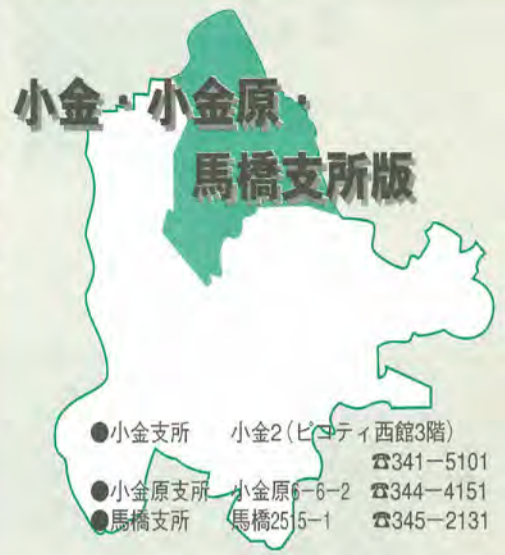 小金・小金原・
馬橋支所版
●小金支所 小金2(ピコティ西館3階)
☎341－5101
●小金原支所 小金原6－6－2 ☎344－4151
●馬橋支所 馬橋2515－1 ☎345－2131